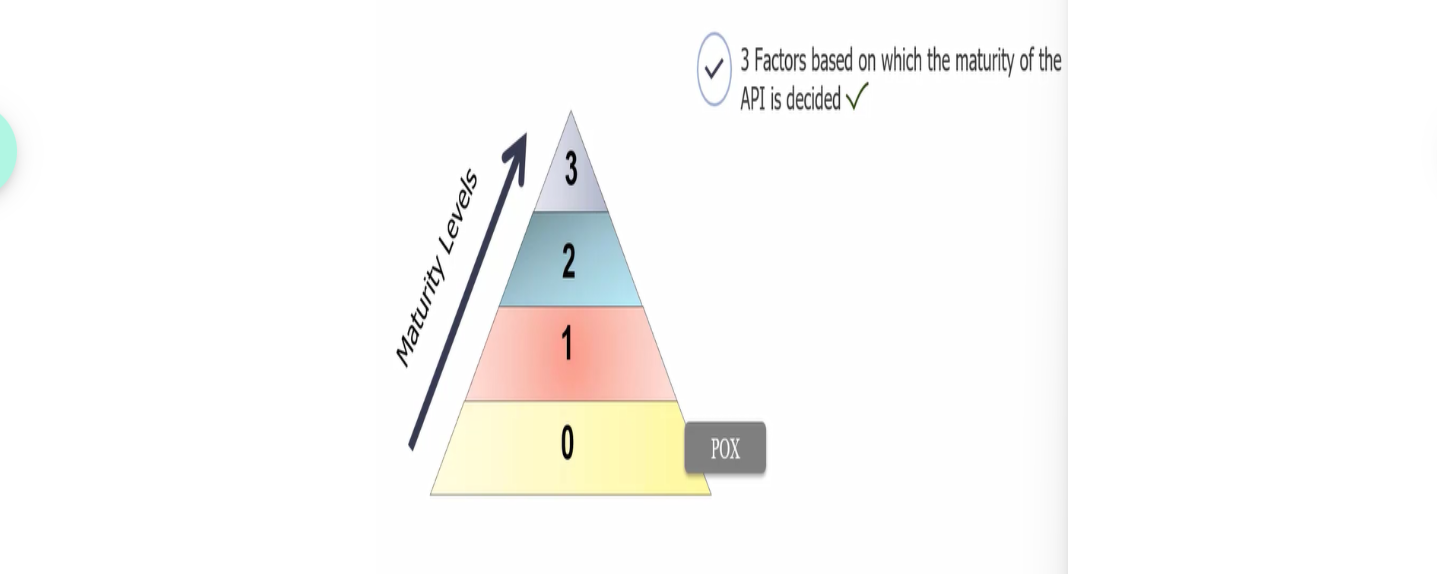 3 Factors based on which the maturity of the
API is decided
Maturity Levels
3
2
1
0
POX